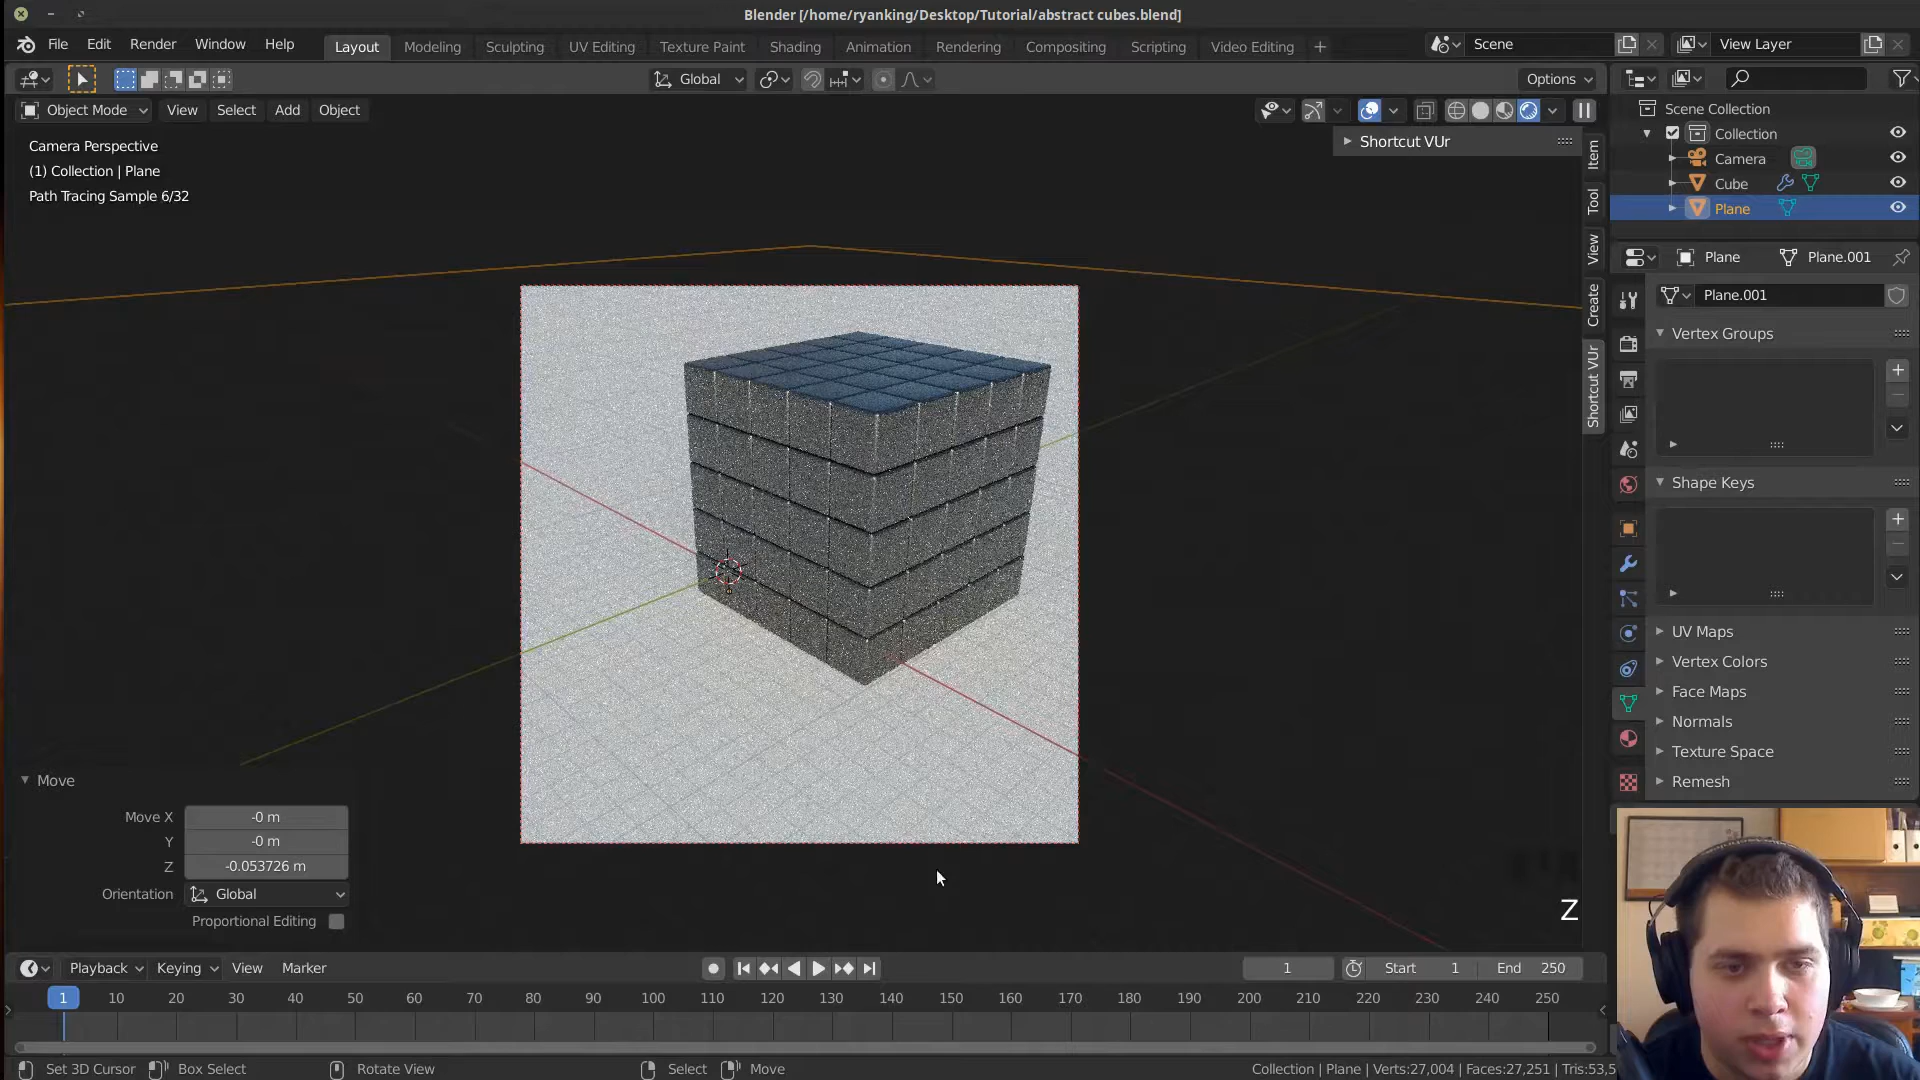 Blender [/home/ryanking/Desktop/Tutorial/abstract cubes.blend]
File Edit Render Window Help
Layout Modeling Sculpting UV Editing Texture Paint Shading Animation Rendering Compositing Scripting Video Editing +
Scene
View Layer
Global
Options
Object Mode View Select Add Object
Camera Perspective
(1) Collection | Plane
Path Tracing Sample 6/32
Shortcut VUr
Item
Tool
View
Create
Shortcut VUr
Scene Collection
Collection
Camera
Cube
Plane
Plane Plane.001
Plane.001
Vertex Groups
Shape Keys
UV Maps
Vertex Colors
Face Maps
Normals
Texture Space
Remesh
Move
Move X -0 m
Y -0 m
Z -0.053726 m
Orientation Global
Proportional Editing
Z
Playback Keying View Marker
1
Start 1
End 250
1 10 20 30 40 50 60 70 80 90 100 110 120 130 140 150 160 170 180 190 200 210 220 230 240 250
Set 3D Cursor Box Select Rotate View Select Move
Collection | Plane | Verts:27,004 | Faces:27,251 | Tris:53,5